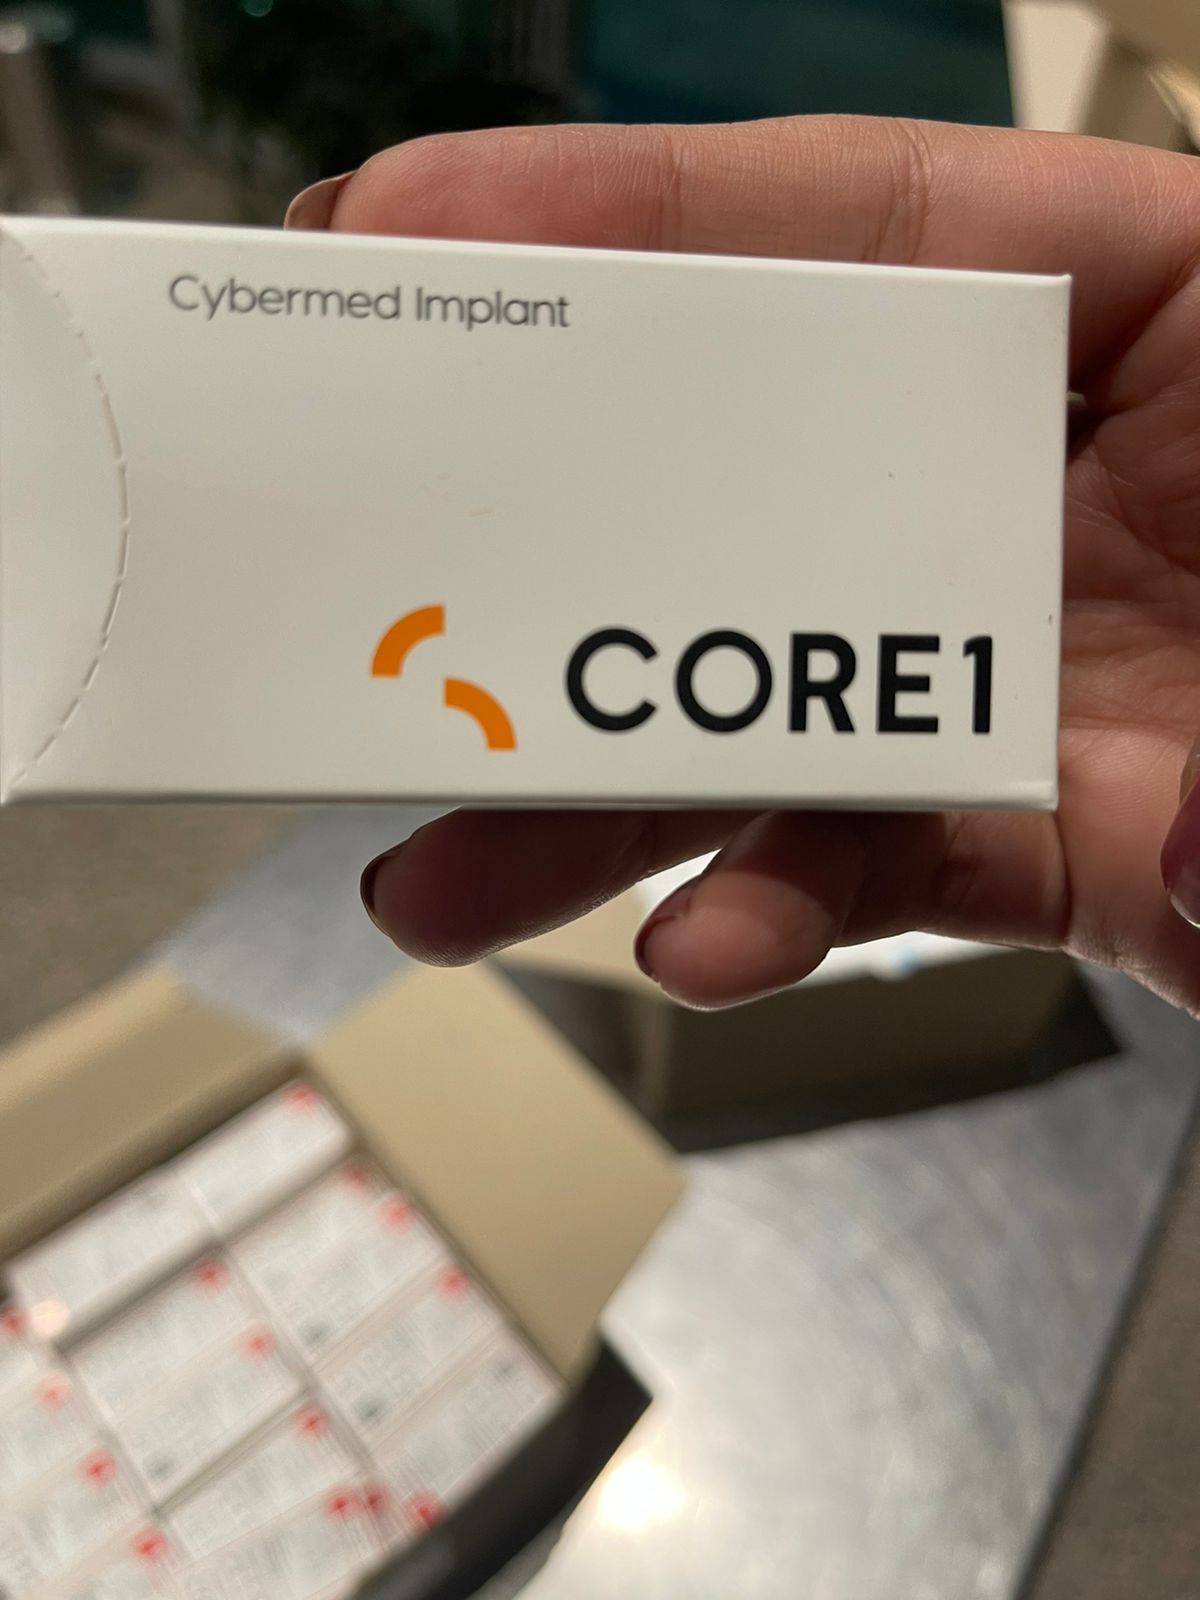 Cybermed Implant
CORE1